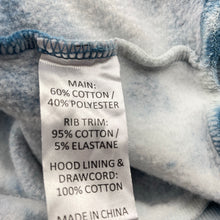 MAIN:
60% COTTON /
40% POLYESTER
RIB TRIM:
95% COTTON /
5% ELASTANE
HOOD LINING &
DRAWCORD:
100% COTTON
MADE IN CHINA